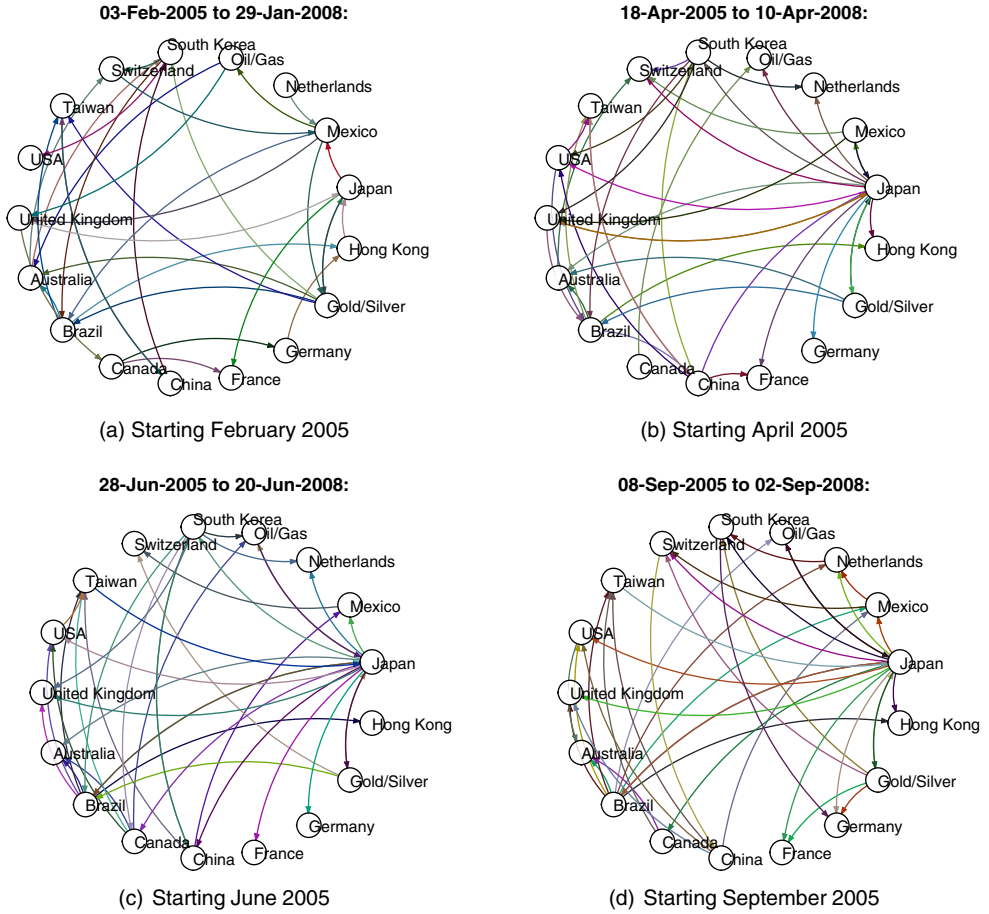 03-Feb-2005 to 29-Jan-2008:
South Korea
Oil/Gas
Switzerland
Netherlands
Taiwan
Mexico
USA
Japan
United Kingdom
Hong Kong
Australia
Gold/Silver
Brazil
Germany
Canada
France
China
(a) Starting February 2005
18-Apr-2005 to 10-Apr-2008:
South Korea
Oil/Gas
Switzerland
Netherlands
Taiwan
Mexico
USA
Japan
United Kingdom
Hong Kong
Australia
Gold/Silver
Brazil
Germany
Canada
France
China
(b) Starting April 2005
28-Jun-2005 to 20-Jun-2008:
South Korea
Oil/Gas
Switzerland
Netherlands
Taiwan
Mexico
USA
Japan
United Kingdom
Hong Kong
Australia
Gold/Silver
Brazil
Germany
Canada
France
China
(c) Starting June 2005
08-Sep-2005 to 02-Sep-2008:
South Korea
Oil/Gas
Switzerland
Netherlands
Taiwan
Mexico
USA
Japan
United Kingdom
Hong Kong
Australia
Gold/Silver
Brazil
Germany
Canada
France
China
(d) Starting September 2005